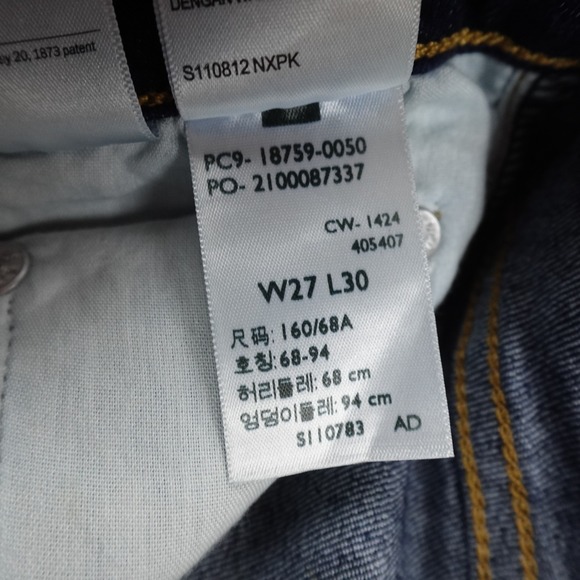 y 20, 1873 patent
S110812 NXPK
PC9- 18759-0050
PO- 2100087337
CW- 1424
405407
W27 L30
尺码: 160/68A
호칭: 68-94
허리둘레: 68 cm
엉덩이둘레: 94 cm
S110783 AD